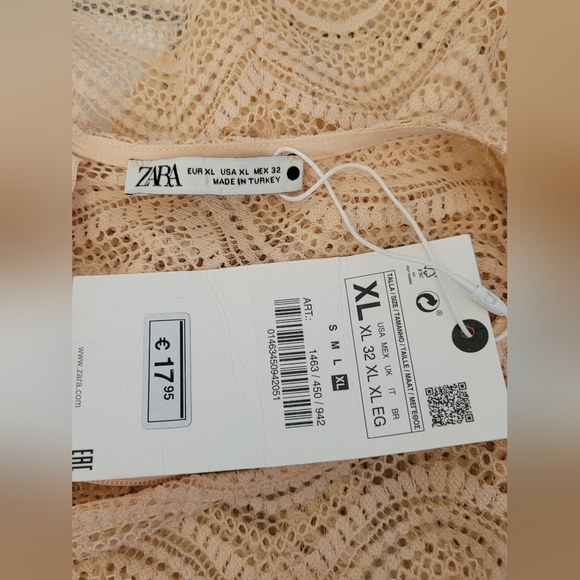 ZARA
EUR XL USA XL MEX 32
MADE IN TURKEY
TALLA / SIZE / TAMANHO / TAILLE / MAAT / ΜΕΓΕΘΟΣ
USA MEX UK IT BR
XL XL 32 XL XL EG
S M L XL
ART.:
1463 / 450 / 942
01463450942051
€ 17 95
www.zara.com
EAC